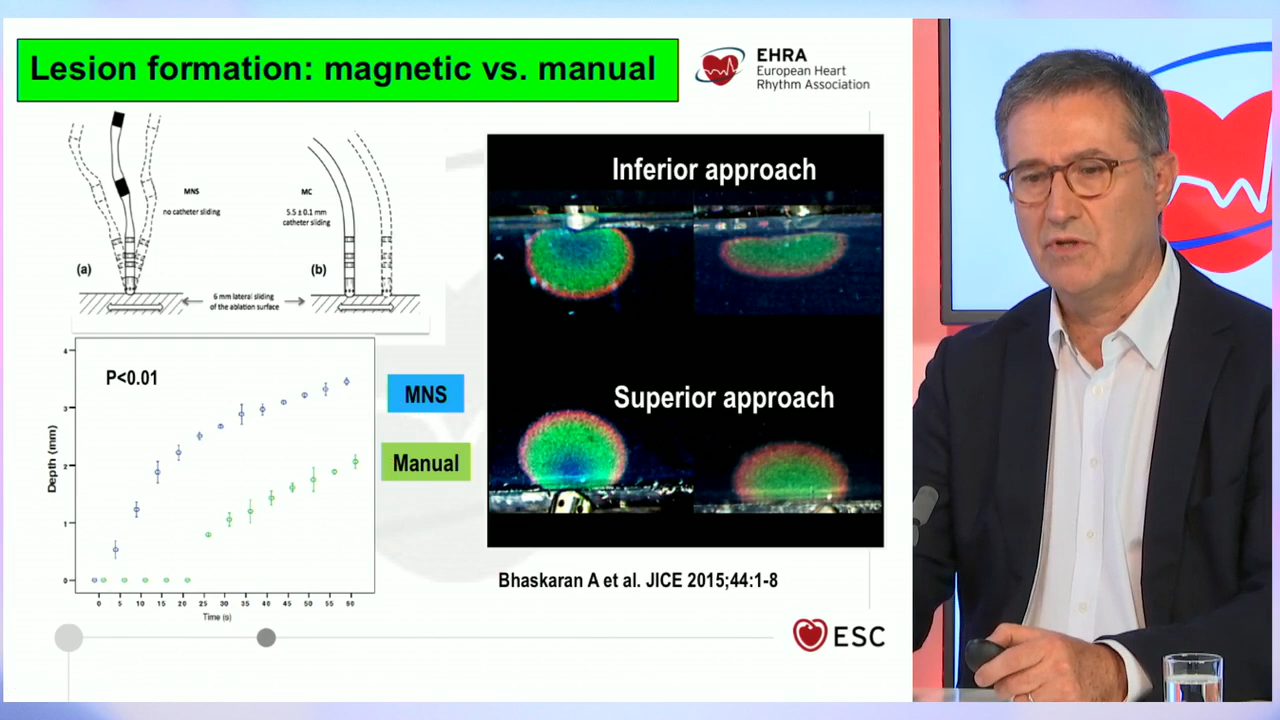 Lesion formation: magnetic vs. manual
EHRA
European Heart
Rhythm Association
MNS
no catheter sliding
MC
5.5 ± 0.1 mm
catheter sliding
(a)
(b)
6 mm lateral sliding
of the ablation surface
Inferior approach
Superior approach
P<0.01
MNS
Manual
Depth (mm)
4
3
2
1
0
0 5 10 15 20 25 30 35 40 45 50 55 60
Time (s)
Bhaskaran A et al. JICE 2015;44:1-8
ESC